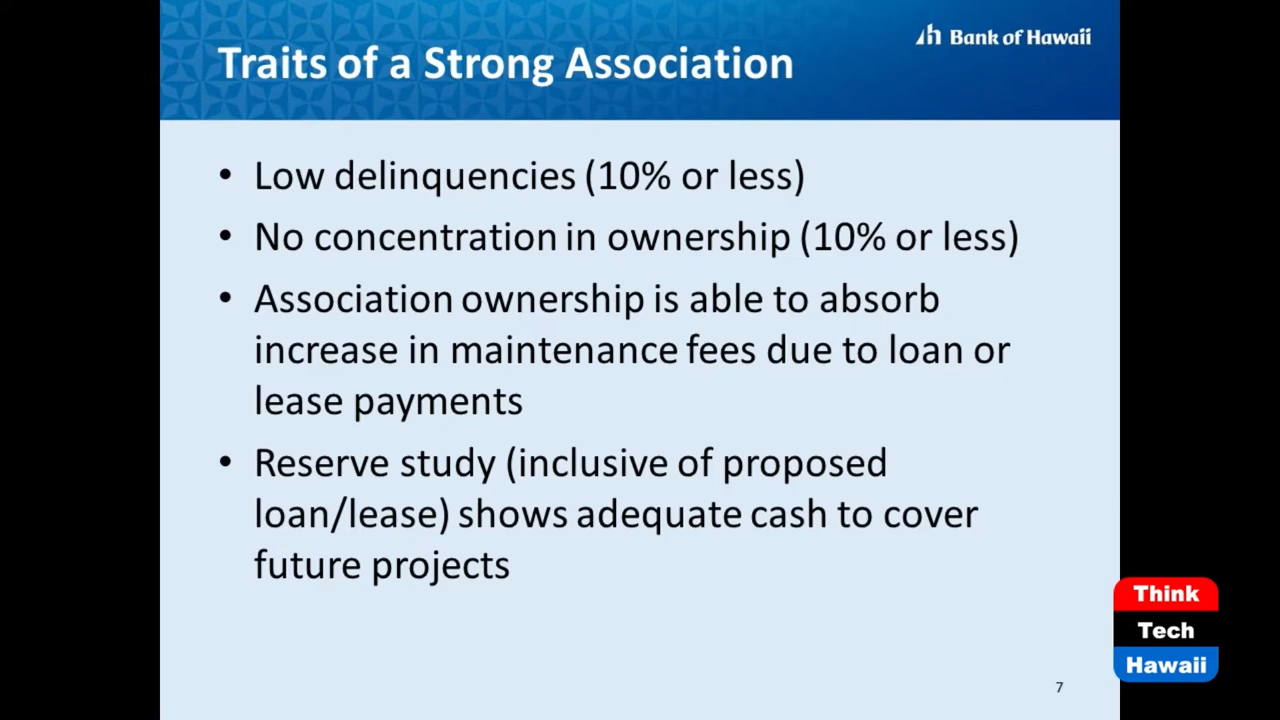 Traits of a Strong Association
Bank of Hawaii
• Low delinquencies (10% or less)
• No concentration in ownership (10% or less)
• Association ownership is able to absorb
increase in maintenance fees due to loan or
lease payments
• Reserve study (inclusive of proposed
loan/lease) shows adequate cash to cover
future projects
Think
Tech
Hawaii
7